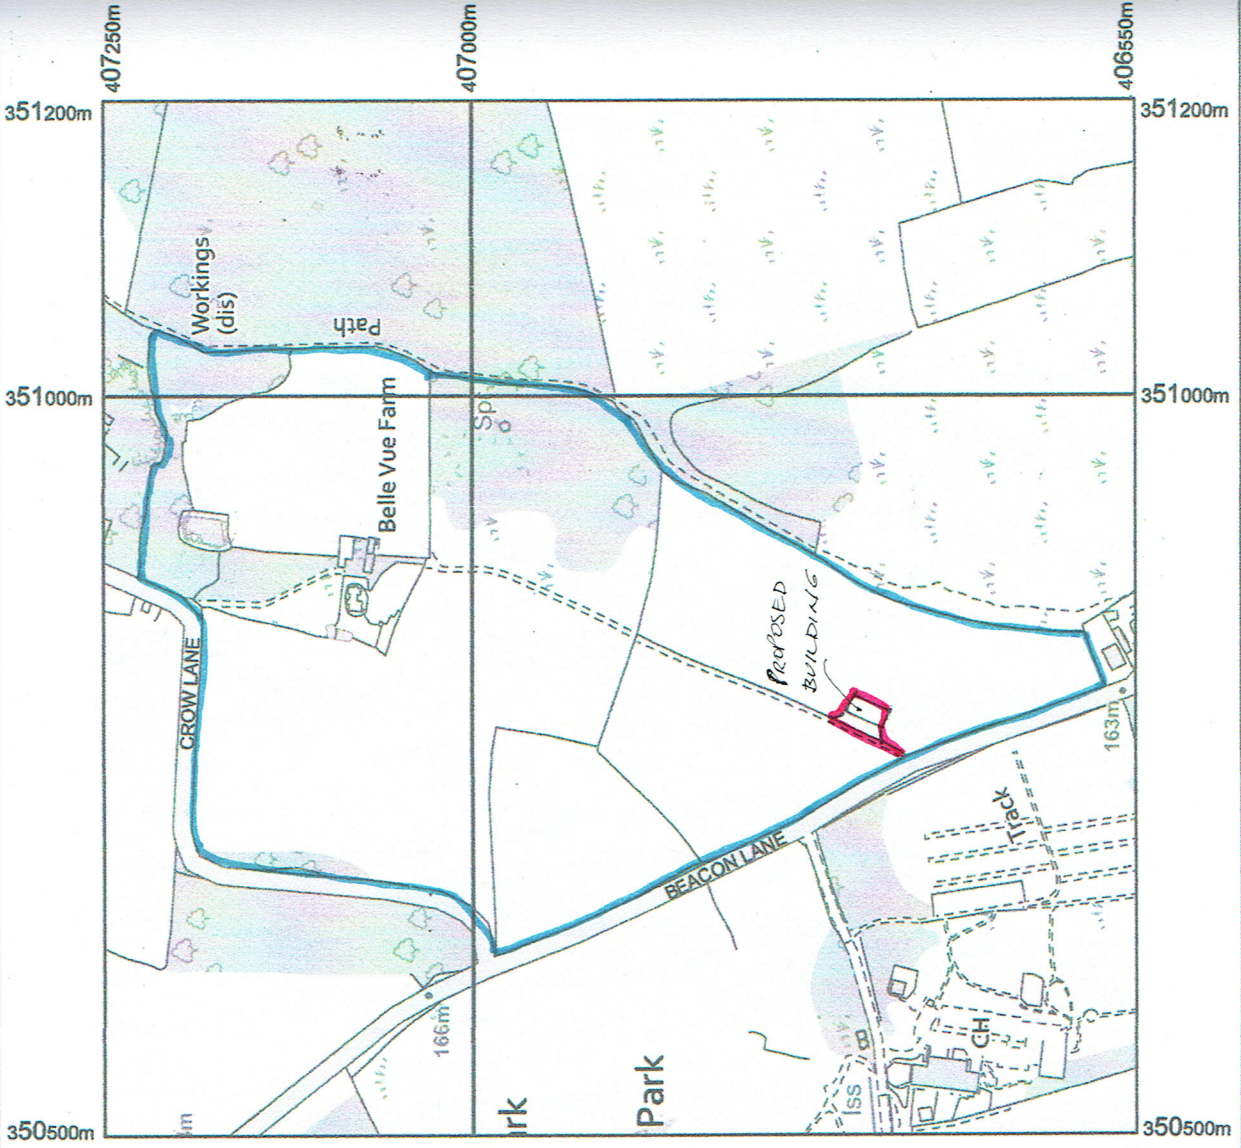 407250m
407000m
406550m
351200m
351200m
Workings
(dis)
Path
351000m
351000m
Belle Vue Farm
Spr
PROPOSED
BUILDING
CROW LANE
163m
Track
BEACON LANE
166m
CH
Park
rk
Iss
m
350500m
350500m